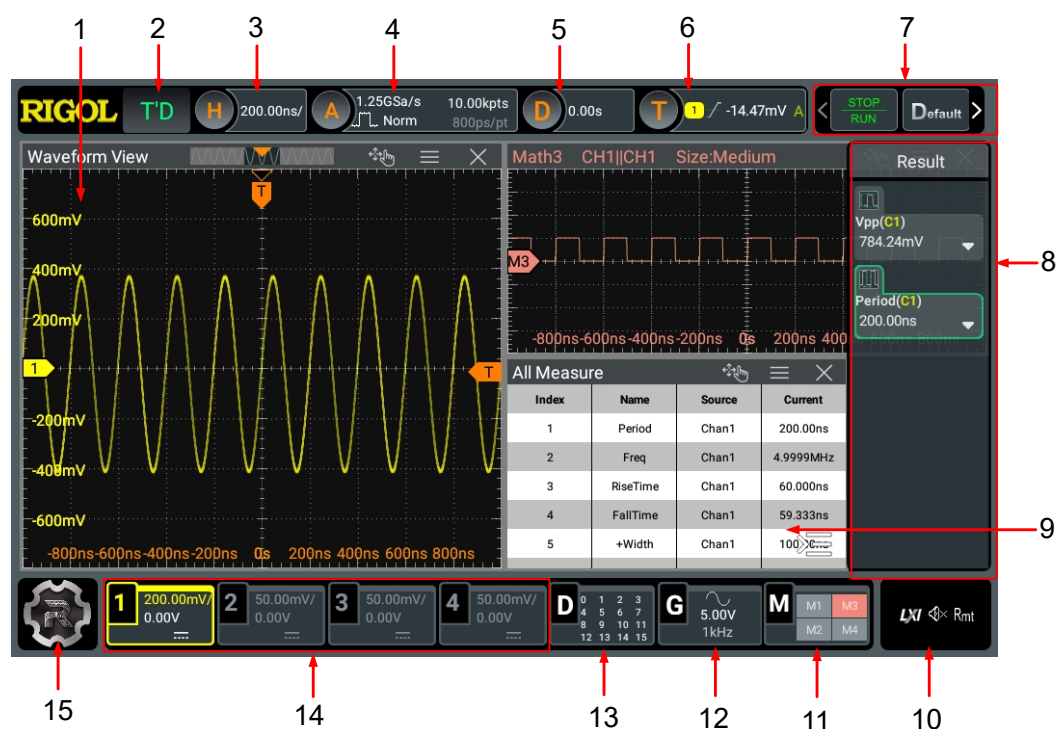 1 2 3 4 5 6 7
RIGOL T'D H 200.00ns/ A 1.25GSa/s 10.00kpts D 0.00s T 1 -14.47mV A < STOP Default >
Norm 800ps/pt RUN
Waveform View
T
600mV
400mV
200mV
1 T
-200mV
-400mV
-600mV
-800ns -600ns -400ns -200ns 0s 200ns 400ns 600ns 800ns
Math3 CH1||CH1 Size:Medium
M3
-800ns -600ns -400ns -200ns 0s 200ns 400
All Measure
Index Name Source Current
1 Period Chan1 200.00ns
2 Freq Chan1 4.9999MHz
3 RiseTime Chan1 60.000ns
4 FallTime Chan1 59.333ns
5 +Width Chan1
Result
Vpp(C1)
784.24mV
Period(C1)
200.00ns
8
9
1 200.00mV/
0.00V
2 50.00mV/
0.00V
3 50.00mV/
0.00V
4 50.00mV/
0.00V
D 0 1 2 3
4 5 6 7
8 9 10 11
12 13 14 15
G 5.00V
1kHz
M M1 M3
M2 M4
LXI Rmt
15 14 13 12 11 10